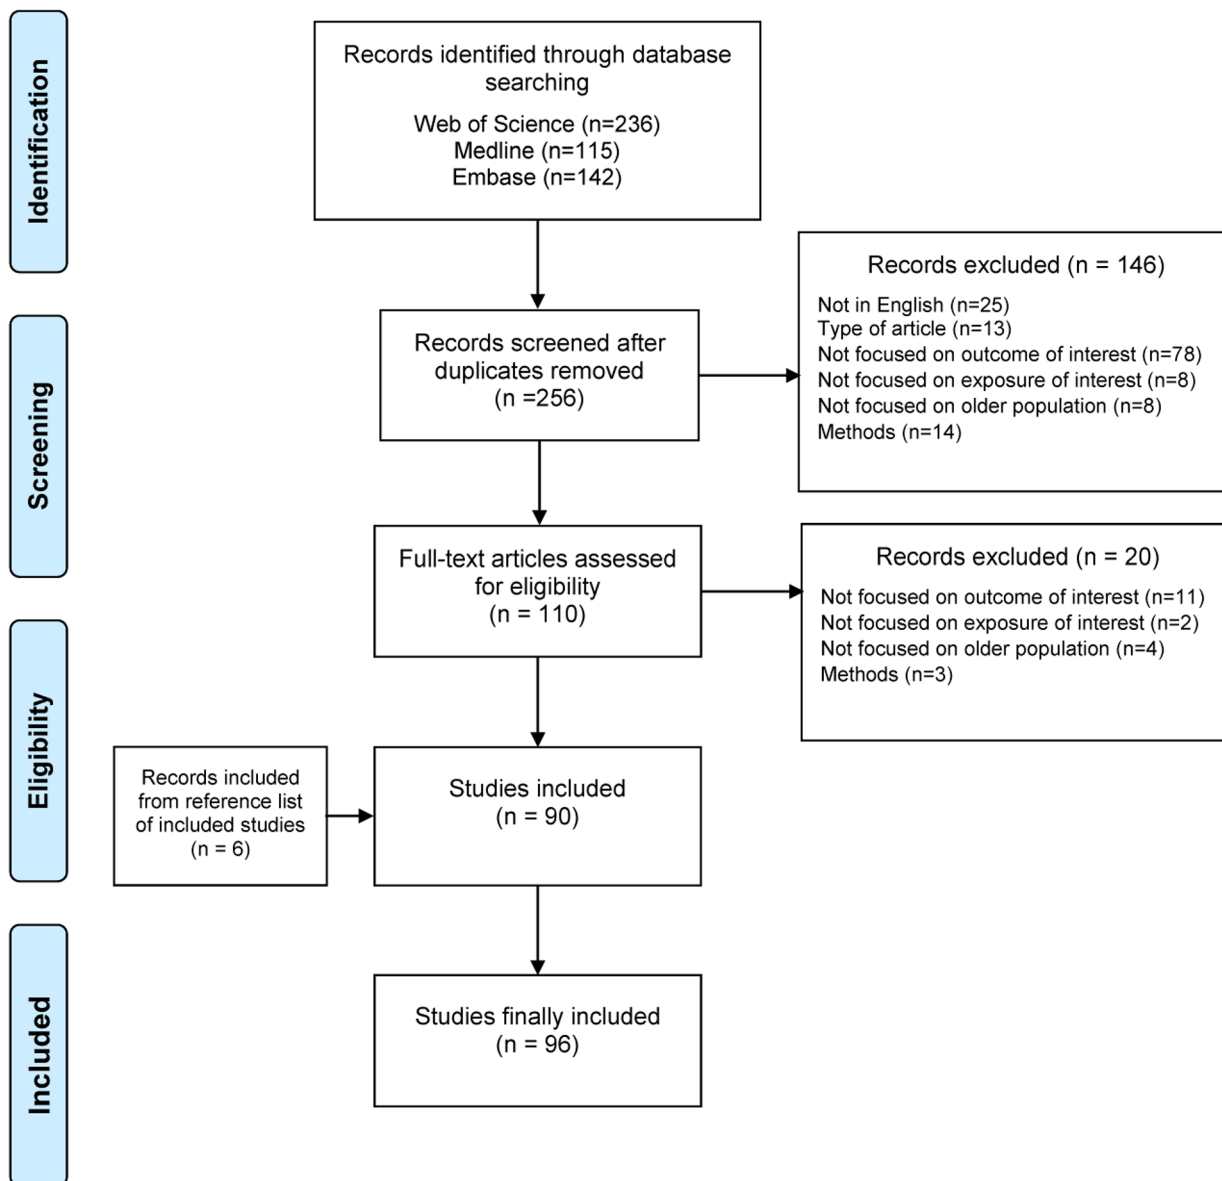 Identification
Records identified through database
searching
Web of Science (n=236)
Medline (n=115)
Embase (n=142)
Screening
Records screened after
duplicates removed
(n =256)
Records excluded (n = 146)
Not in English (n=25)
Type of article (n=13)
Not focused on outcome of interest (n=78)
Not focused on exposure of interest (n=8)
Not focused on older population (n=8)
Methods (n=14)
Full-text articles assessed
for eligibility
(n = 110)
Records excluded (n = 20)
Not focused on outcome of interest (n=11)
Not focused on exposure of interest (n=2)
Not focused on older population (n=4)
Methods (n=3)
Eligibility
Records included
from reference list
of included studies
(n = 6)
Studies included
(n = 90)
Included
Studies finally included
(n = 96)